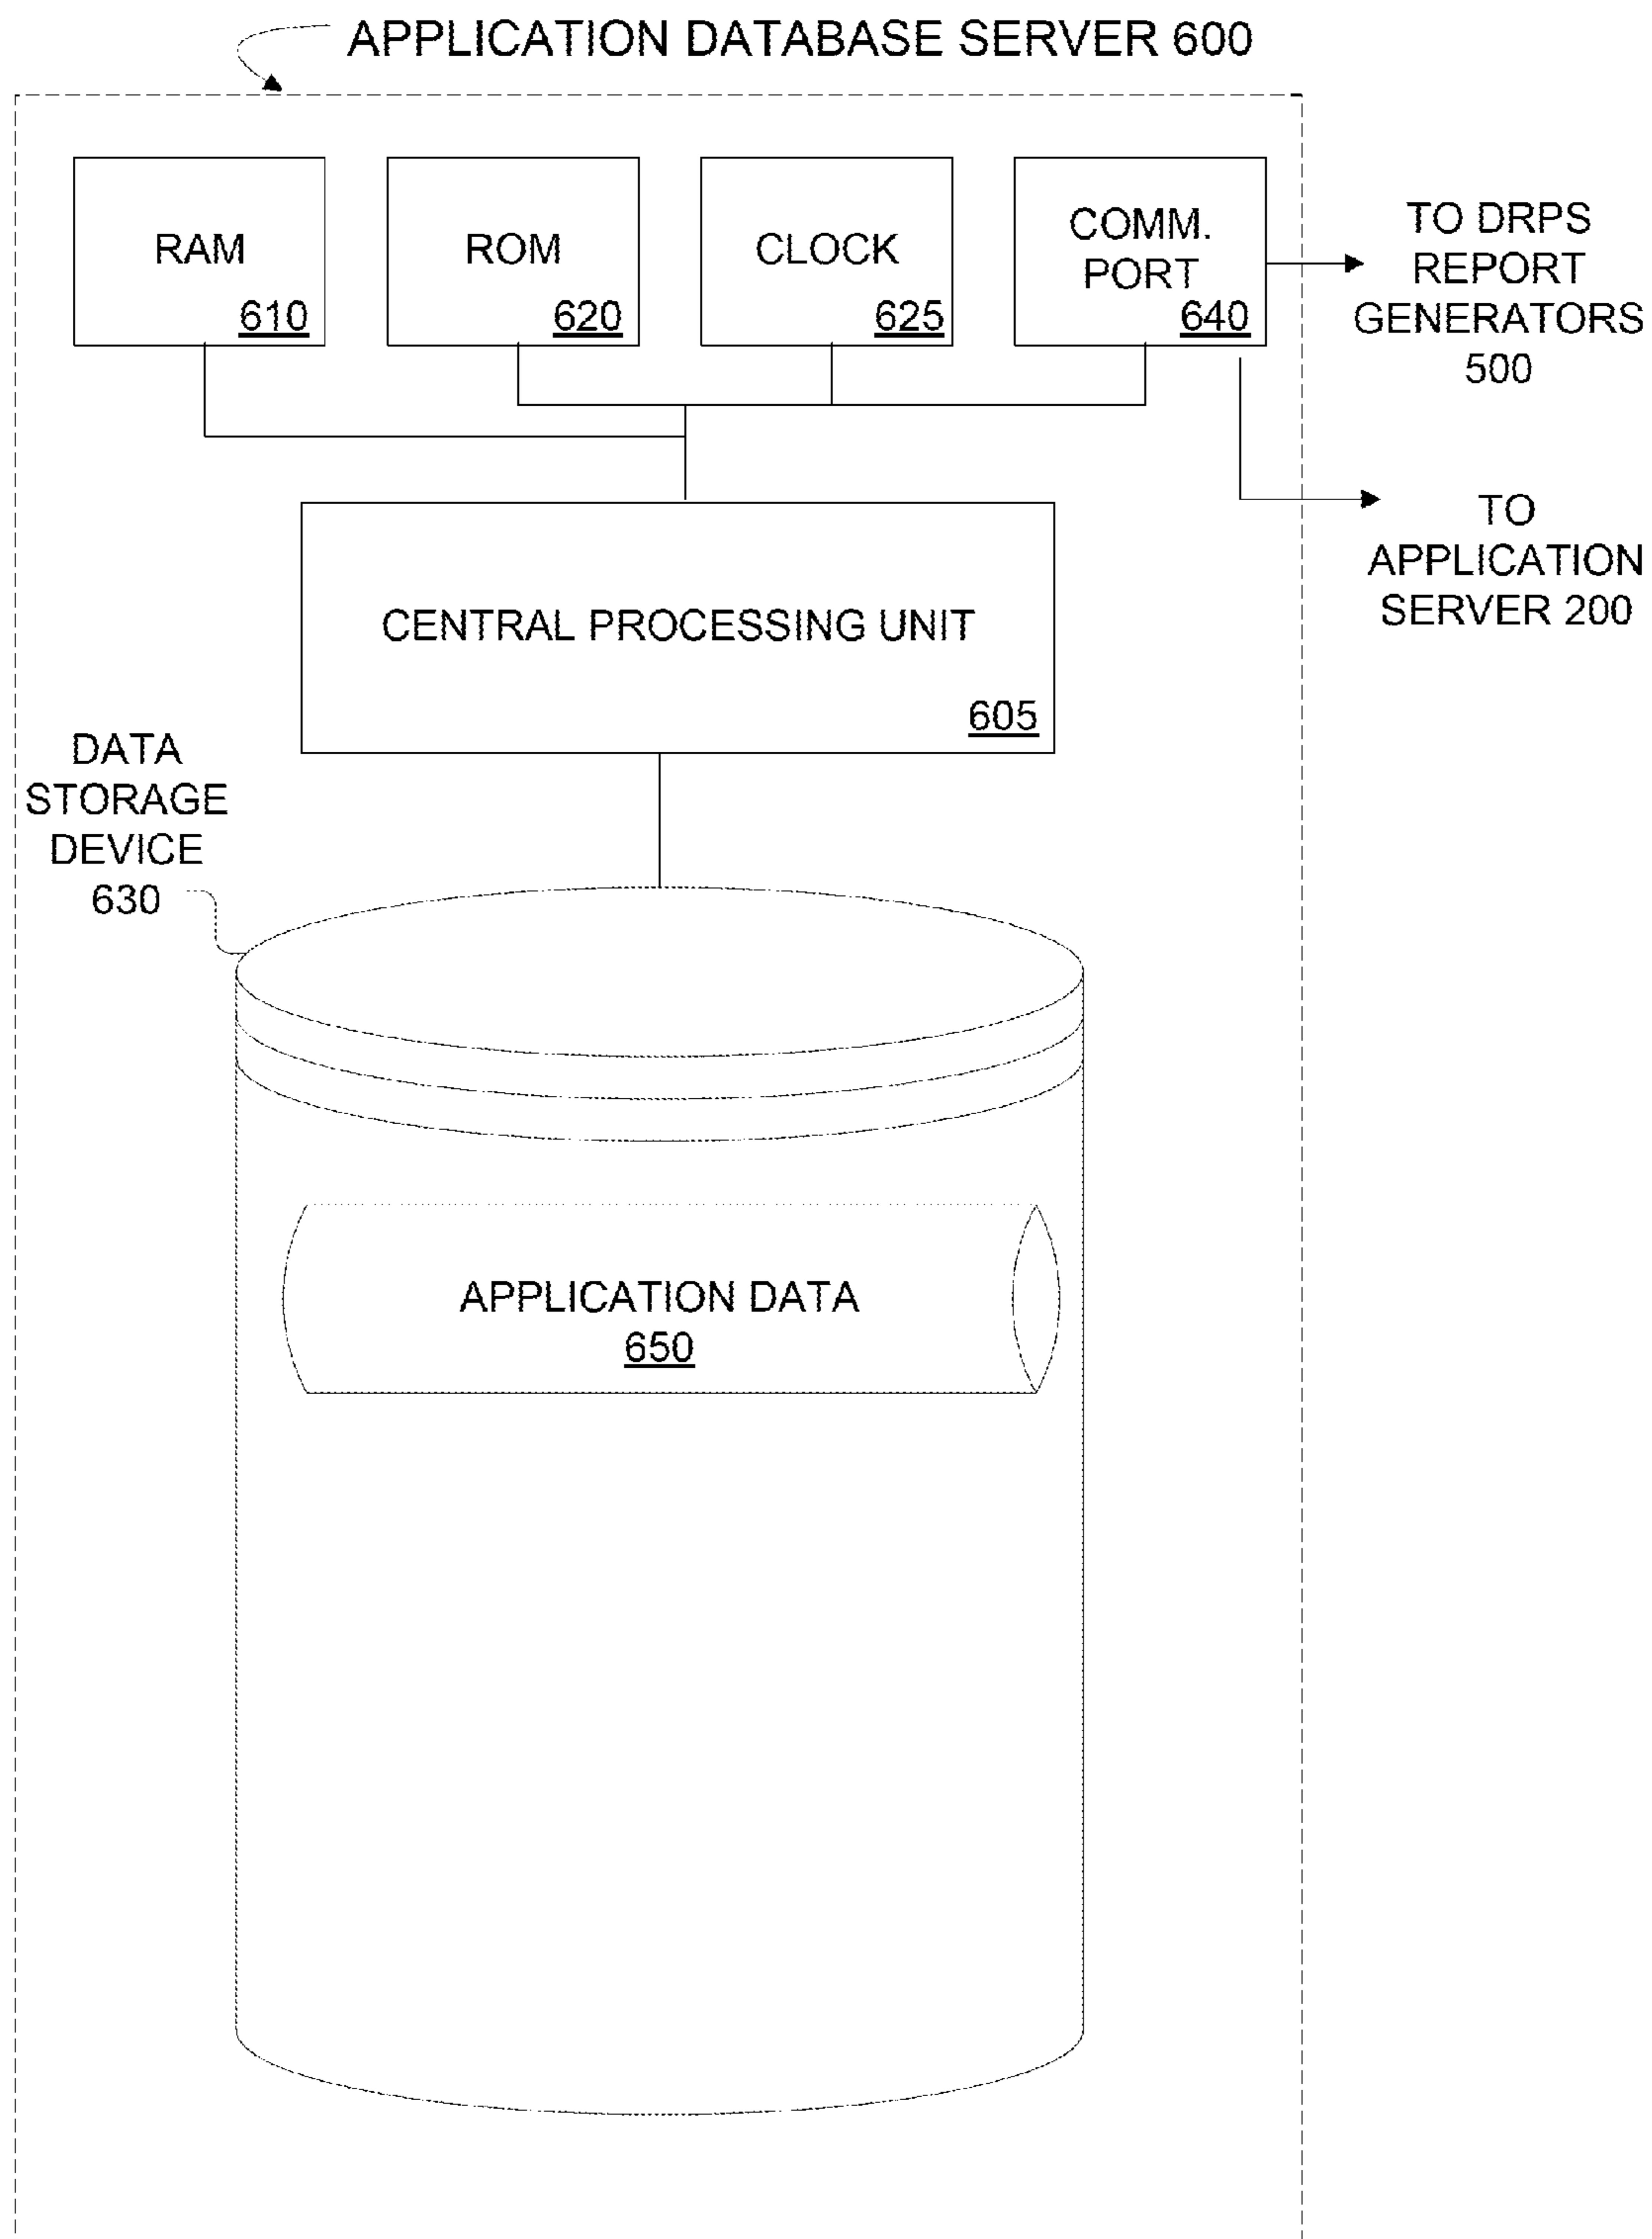 APPLICATION DATABASE SERVER 600
RAM
610
ROM
620
CLOCK
625
COMM.
PORT
640
TO DRPS
REPORT
GENERATORS
500
TO
APPLICATION
SERVER 200
CENTRAL PROCESSING UNIT
605
DATA
STORAGE
DEVICE
630
APPLICATION DATA
650